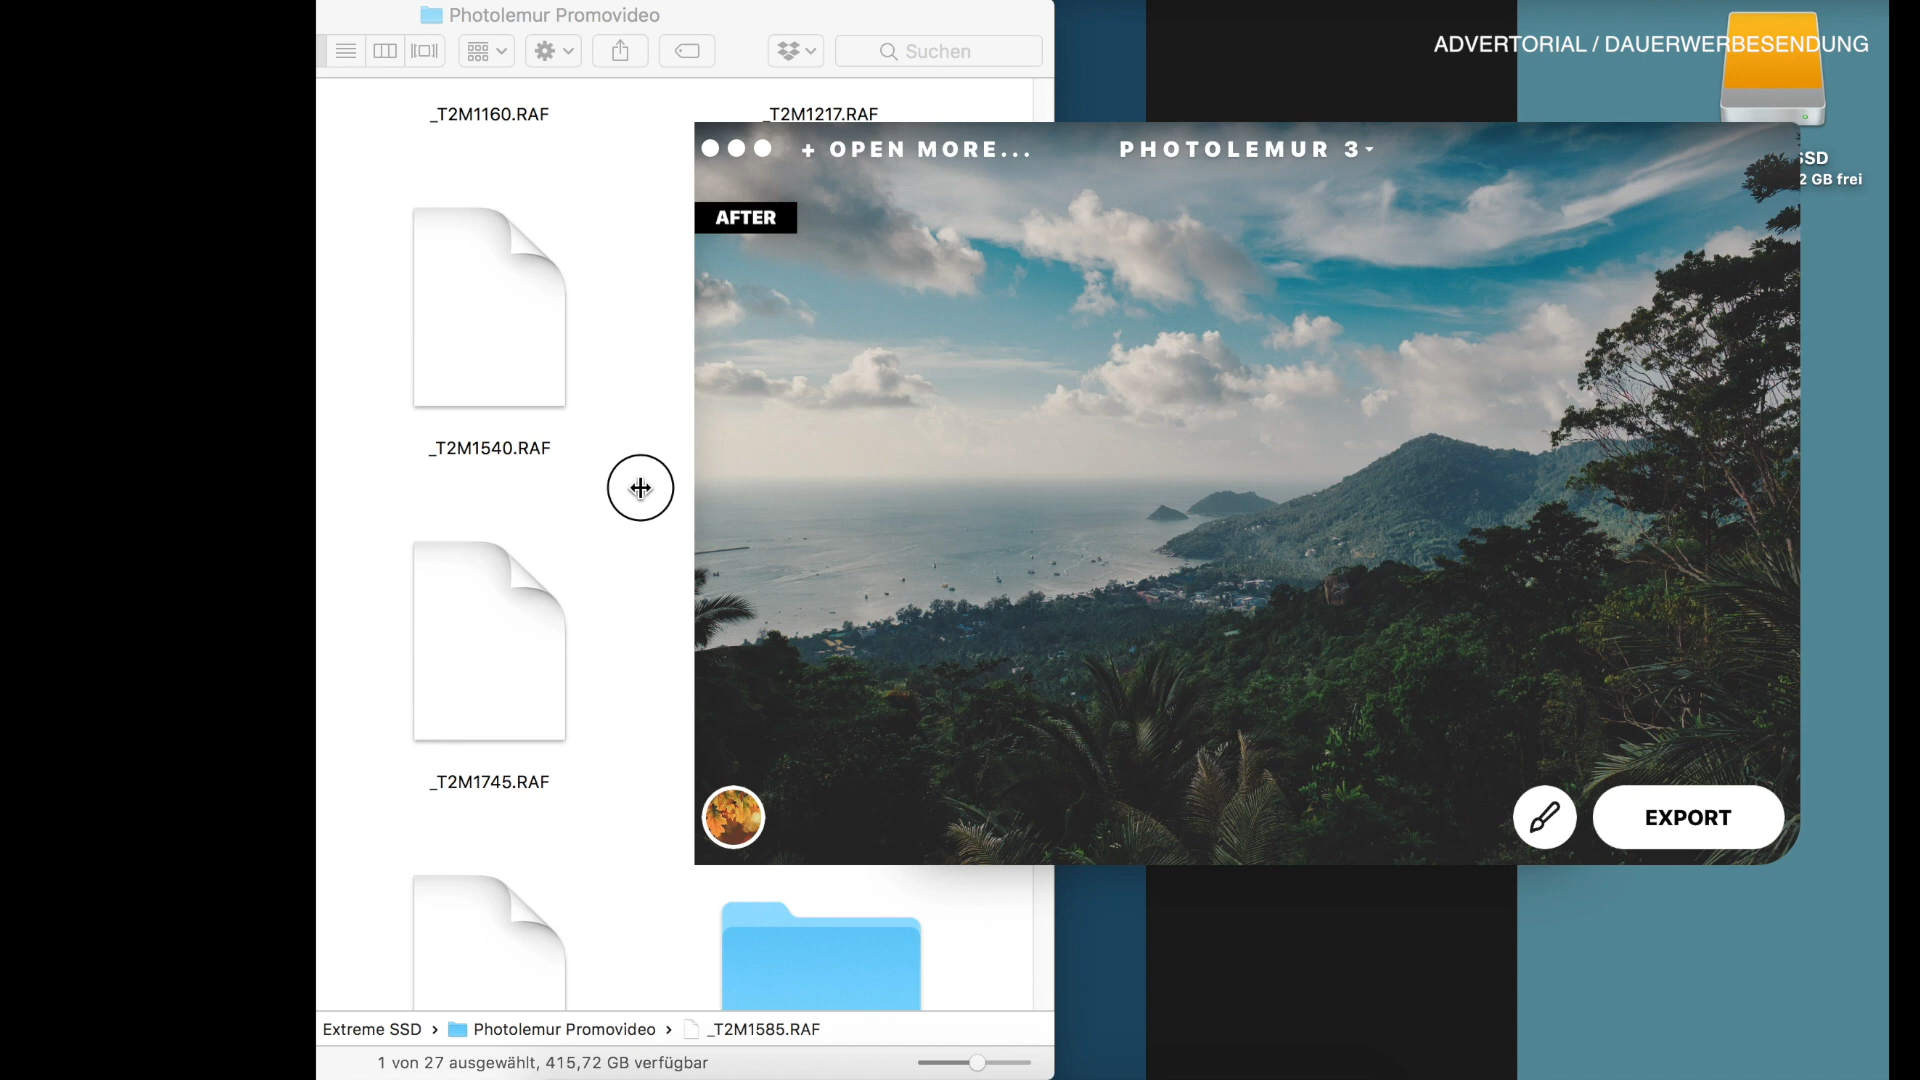 Photolemur Promovideo
Suchen
ADVERTORIAL / DAUERWERBESENDUNG
_T2M1160.RAF
_T2M1217.RAF
+ OPEN MORE...
PHOTOLEMUR 3
SSD
2 GB frei
AFTER
_T2M1540.RAF
_T2M1745.RAF
EXPORT
Extreme SSD › Photolemur Promovideo › _T2M1585.RAF
1 von 27 ausgewählt, 415,72 GB verfügbar